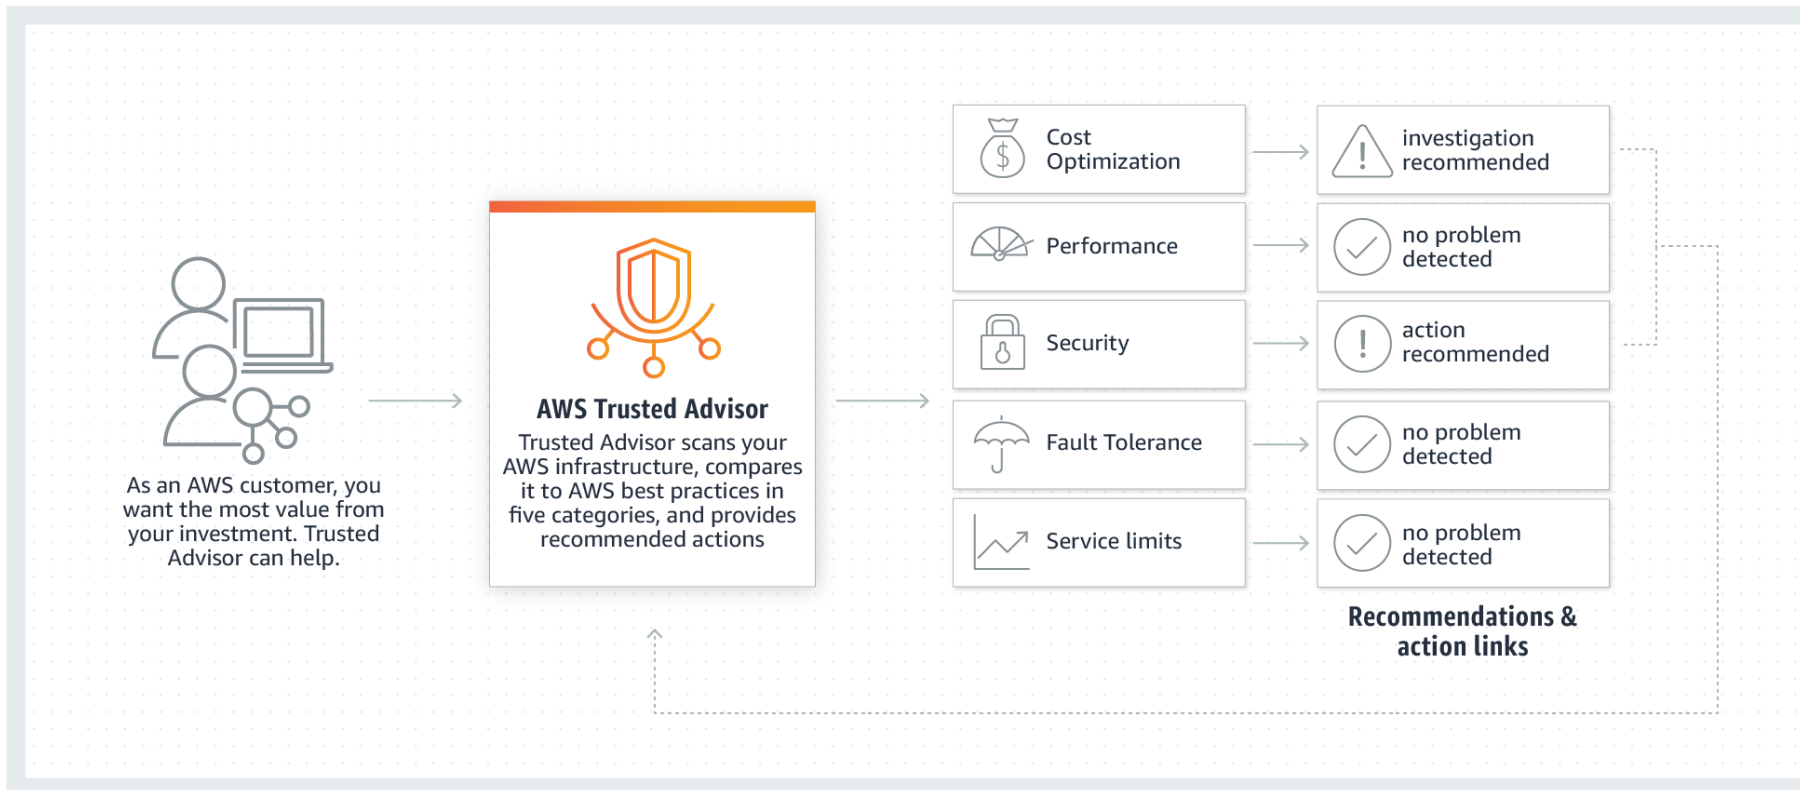 As an AWS customer, you
want the most value from
your investment. Trusted
Advisor can help.
AWS Trusted Advisor
Trusted Advisor scans your
AWS infrastructure, compares
it to AWS best practices in
five categories, and provides
recommended actions
Cost
Optimization
investigation
recommended
Performance
no problem
detected
Security
action
recommended
Fault Tolerance
no problem
detected
Service limits
no problem
detected
Recommendations &
action links